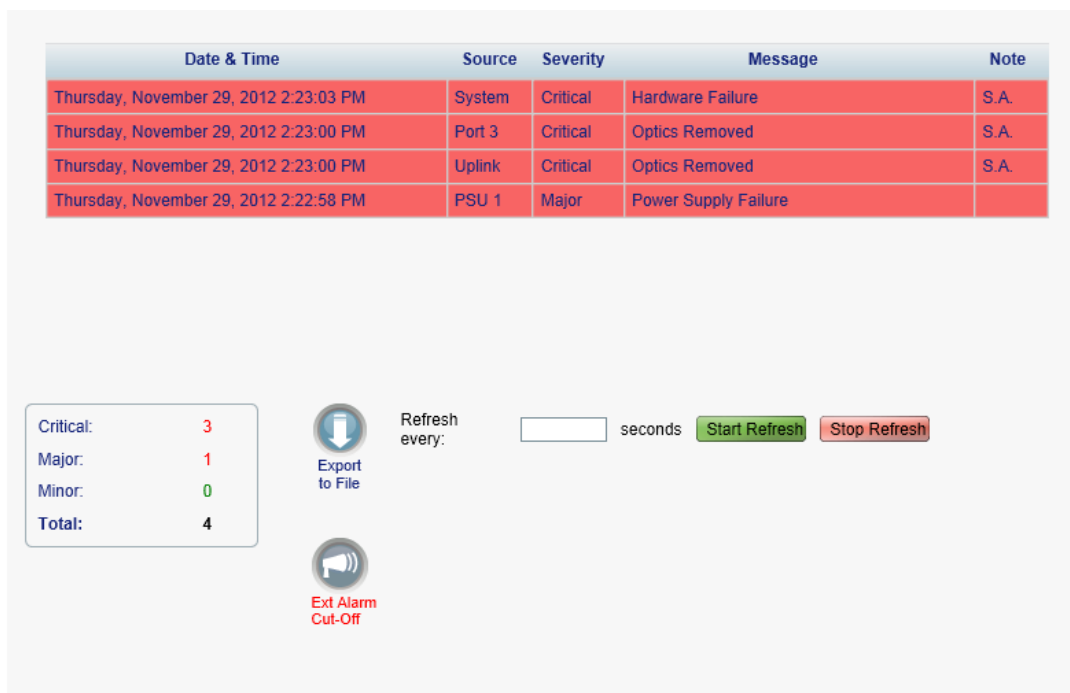 Date & Time Source Severity Message Note
Thursday, November 29, 2012 2:23:03 PM System Critical Hardware Failure S.A.
Thursday, November 29, 2012 2:23:00 PM Port 3 Critical Optics Removed S.A.
Thursday, November 29, 2012 2:23:00 PM Uplink Critical Optics Removed S.A.
Thursday, November 29, 2012 2:22:58 PM PSU 1 Major Power Supply Failure
Critical: 3
Major: 1
Minor: 0
Total: 4
Export
to File
Refresh
every: seconds Start Refresh Stop Refresh
Ext Alarm
Cut-Off